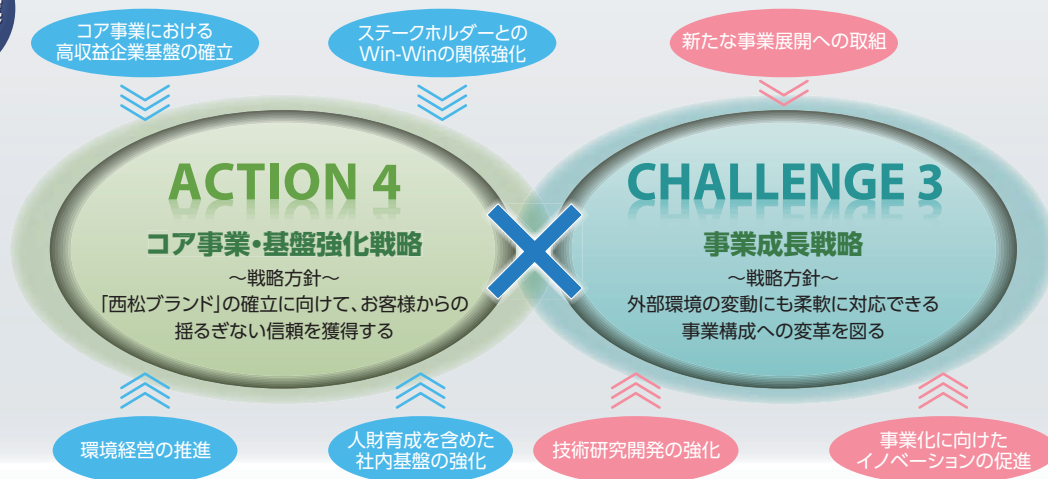 コア事業における
高収益企業基盤の確立
ステークホルダーとの
Win-Winの関係強化
新たな事業展開への取組
ACTION 4
コア事業・基盤強化戦略
~戦略方針~
「西松ブランド」の確立に向けて、お客様からの
揺るぎない信頼を獲得する
CHALLENGE 3
事業成長戦略
~戦略方針~
外部環境の変動にも柔軟に対応できる
事業構成への変革を図る
環境経営の推進
人財育成を含めた
社内基盤の強化
技術研究開発の強化
事業化に向けた
イノベーションの促進